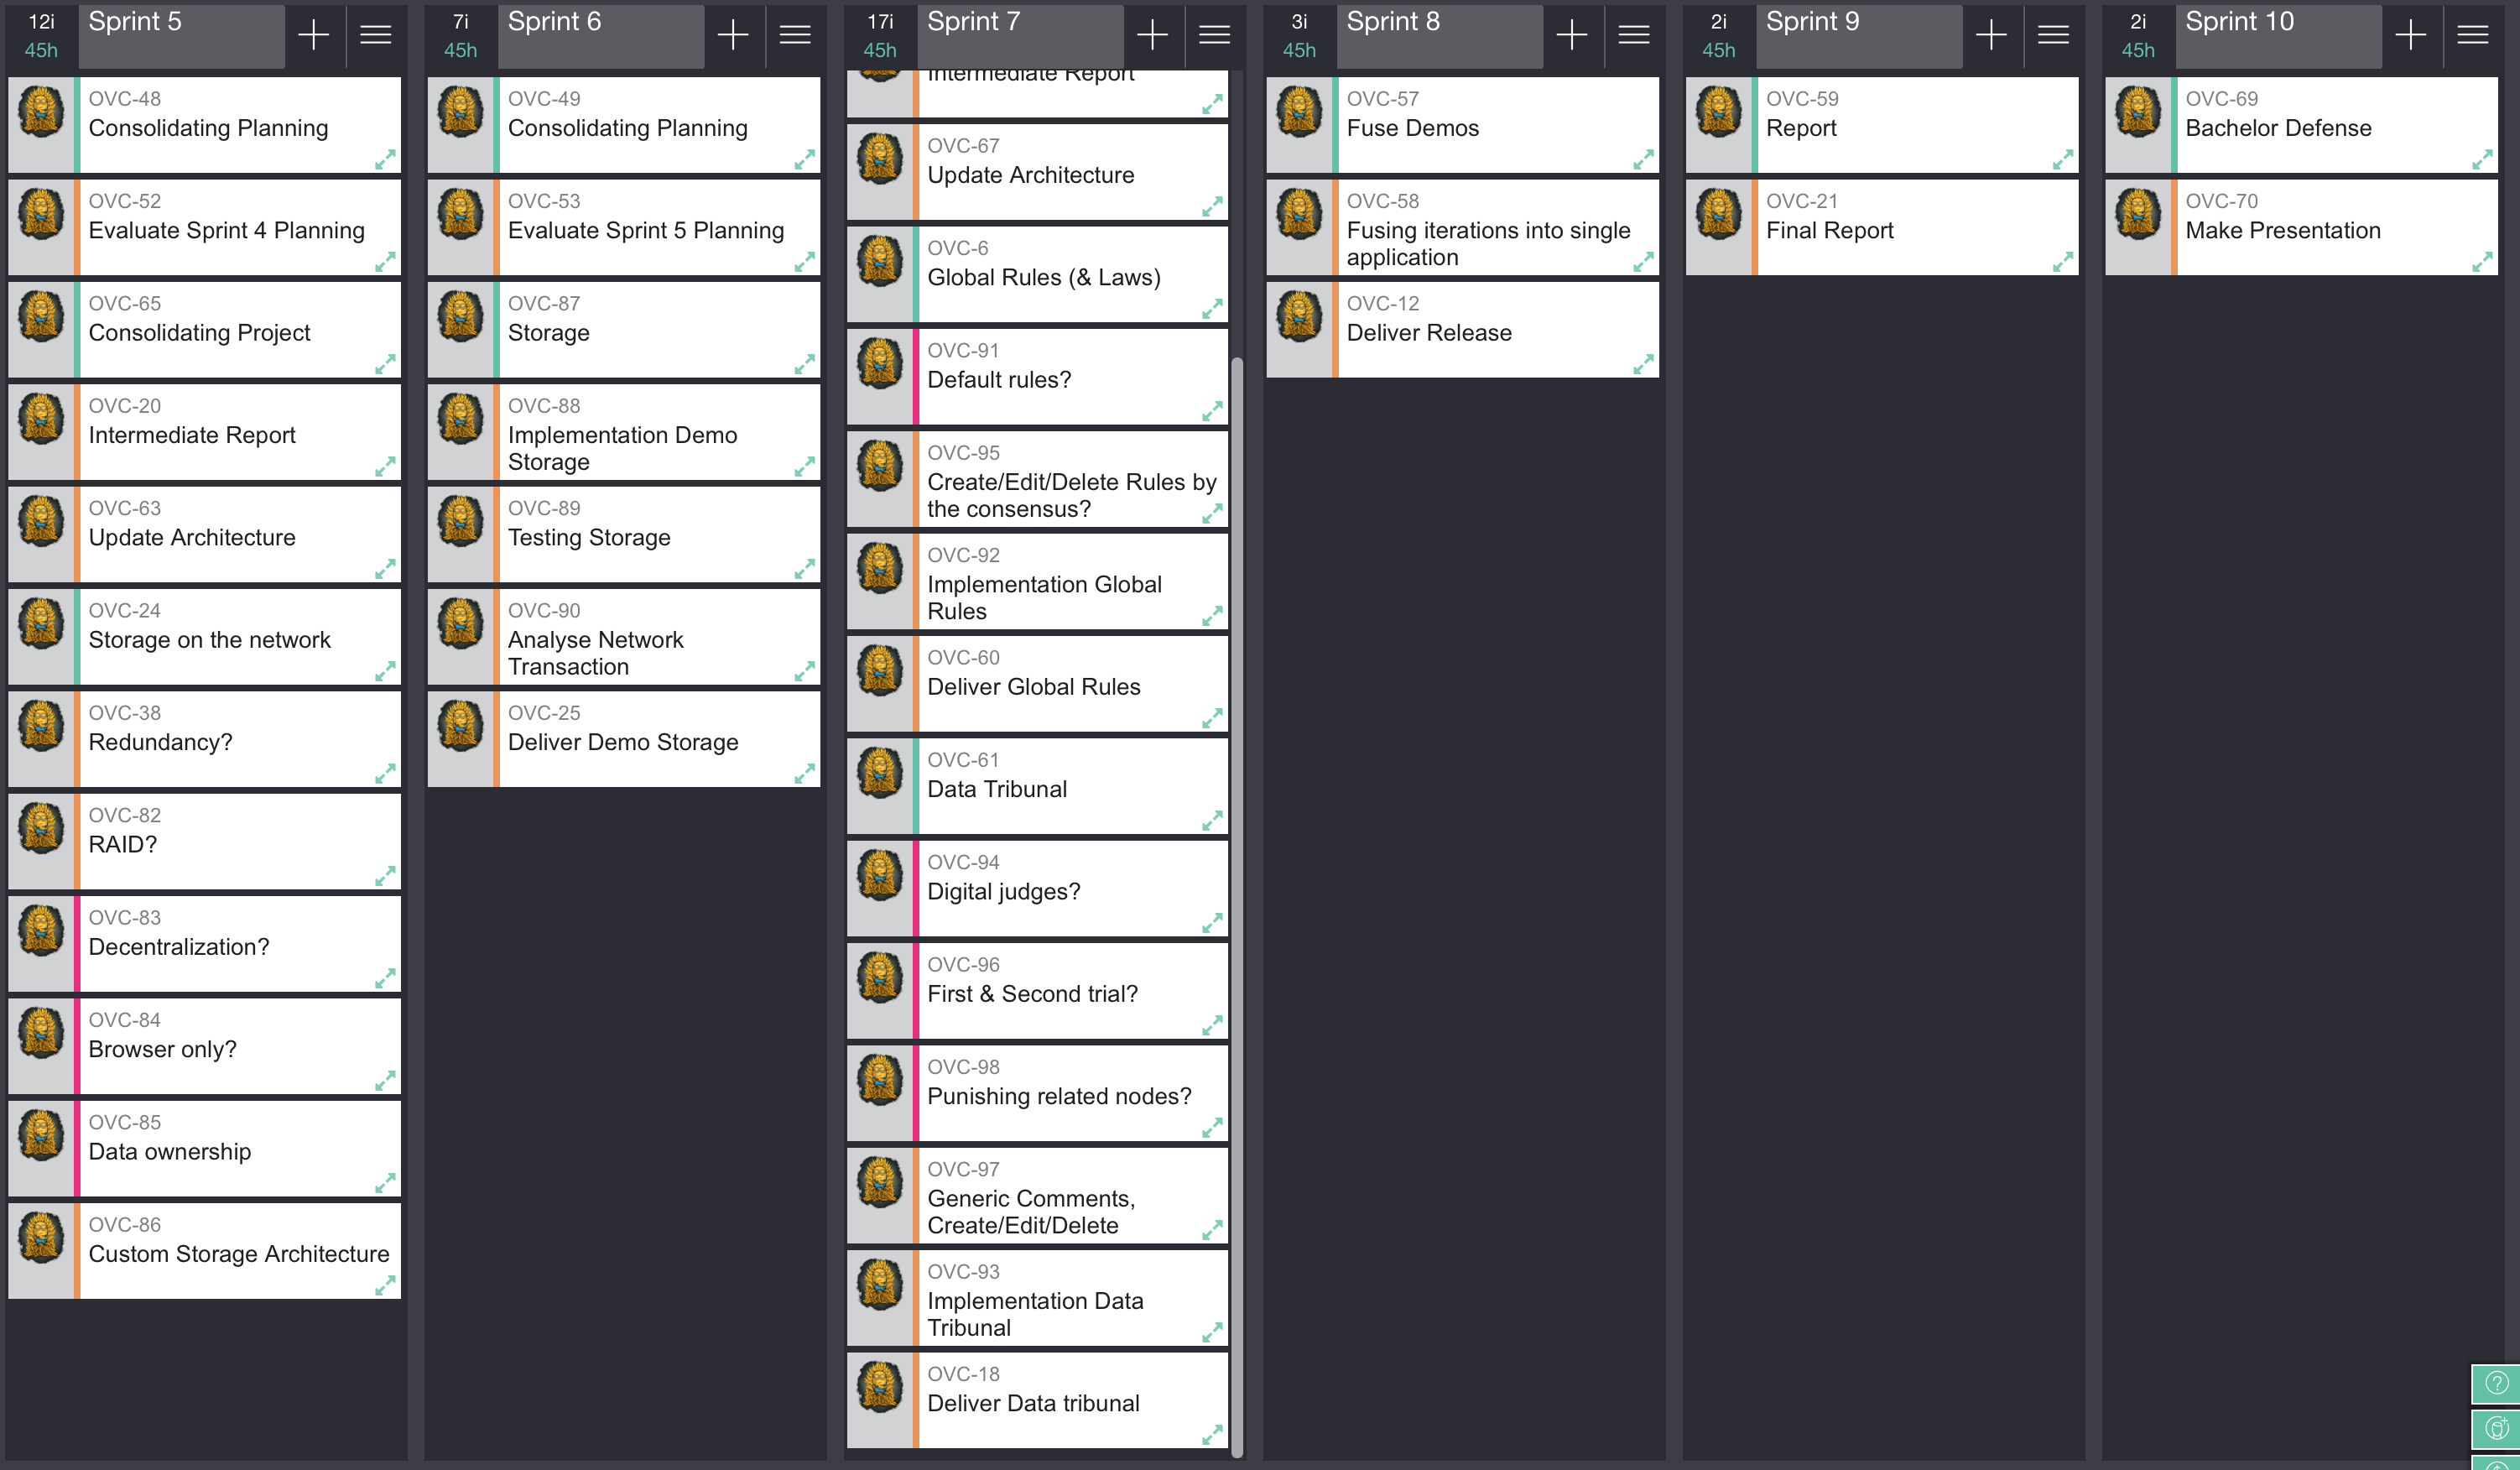 12i
45h
Sprint 5
OVC-48
Consolidating Planning
OVC-52
Evaluate Sprint 4 Planning
OVC-65
Consolidating Project
OVC-20
Intermediate Report
OVC-63
Update Architecture
OVC-24
Storage on the network
OVC-38
Redundancy?
OVC-82
RAID?
OVC-83
Decentralization?
OVC-84
Browser only?
OVC-85
Data ownership
OVC-86
Custom Storage Architecture
7i
45h
Sprint 6
OVC-49
Consolidating Planning
OVC-53
Evaluate Sprint 5 Planning
OVC-87
Storage
OVC-88
Implementation Demo
Storage
OVC-89
Testing Storage
OVC-90
Analyse Network
Transaction
OVC-25
Deliver Demo Storage
17i
45h
Sprint 7
Intermediate Report
OVC-67
Update Architecture
OVC-6
Global Rules (& Laws)
OVC-91
Default rules?
OVC-95
Create/Edit/Delete Rules by
the consensus?
OVC-92
Implementation Global
Rules
OVC-60
Deliver Global Rules
OVC-61
Data Tribunal
OVC-94
Digital judges?
OVC-96
First & Second trial?
OVC-98
Punishing related nodes?
OVC-97
Generic Comments,
Create/Edit/Delete
OVC-93
Implementation Data
Tribunal
OVC-18
Deliver Data tribunal
3i
45h
Sprint 8
OVC-57
Fuse Demos
OVC-58
Fusing iterations into single
application
OVC-12
Deliver Release
2i
45h
Sprint 9
OVC-59
Report
OVC-21
Final Report
2i
45h
Sprint 10
OVC-69
Bachelor Defense
OVC-70
Make Presentation
?